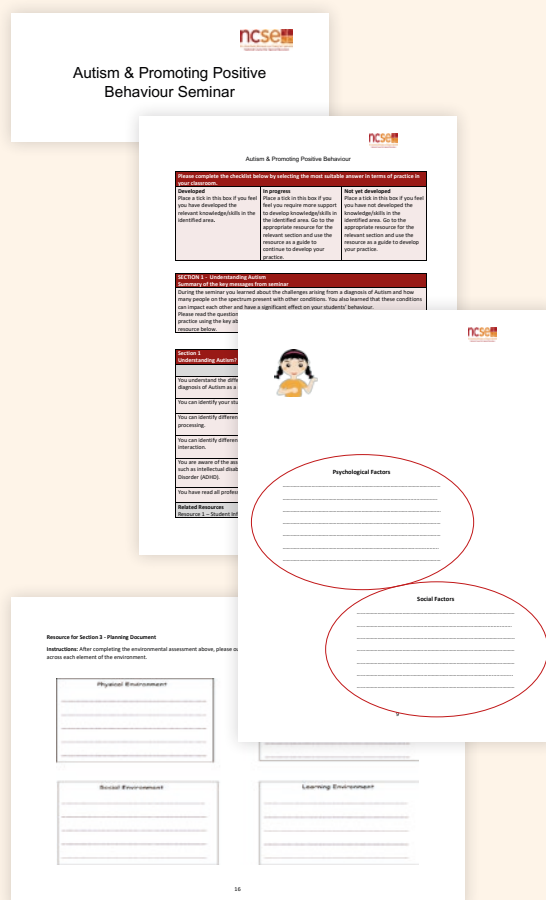 ncse
Autism & Promoting Positive
Behaviour Seminar
ncse
Autism & Promoting Positive Behaviour
Please complete the checklist below by selecting the most suitable answer in terms of practice in
your classroom.
Developed
Place a tick in this box if you feel
you have developed the
relevant knowledge/skills in the
identified area.
In progress
Place a tick in this box if you
feel you require more support
to develop knowledge/skills in
the identified area. Go to the
appropriate resource for the
relevant section and use the
resource as a guide to
continue to develop your
practice.
Not yet developed
Place a tick in this box if you feel
you have not developed the
knowledge/skills in the
identified area. Go to the
appropriate resource for the
relevant section and use the
resource as a guide to develop
your practice.
SECTION 1 - Understanding Autism
Summary of the key messages from seminar
During the seminar you learned about the challenges arising from a diagnosis of Autism and how
many people on the spectrum present with other conditions. You also learned that these conditions
can impact each other and have a significant effect on your students' behaviour.
Please read the question
practice using the key ab
resource below.
Section 1
Understanding Autism?
You understand the diffe
diagnosis of Autism as a
You can identify your stu
You can identify differen
processing.
You can identify differen
interaction.
You are aware of the ass
such as intellectual disab
Disorder (ADHD).
You have read all profess
Related Resources
Resource 1 – Student Inf
ncse
Psychological Factors
Social Factors
9
Resource for Section 3 - Planning Document
Instructions: After completing the environmental assessment above, please ou
across each element of the environment.
Physical Environment
Social Environment
Learning Environment
16